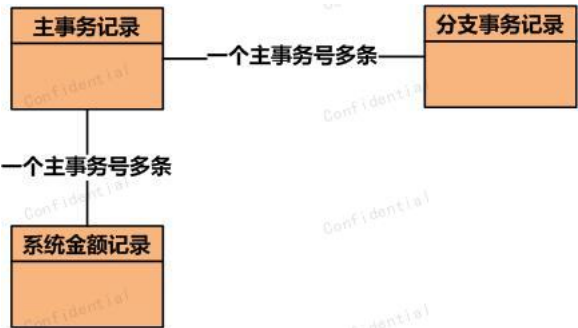 主事务记录
分支事务记录
一个主事务号多条
Confidential
Confidential
一个主事务号多条
Confidential
Confidential
系统金额记录
Confidential